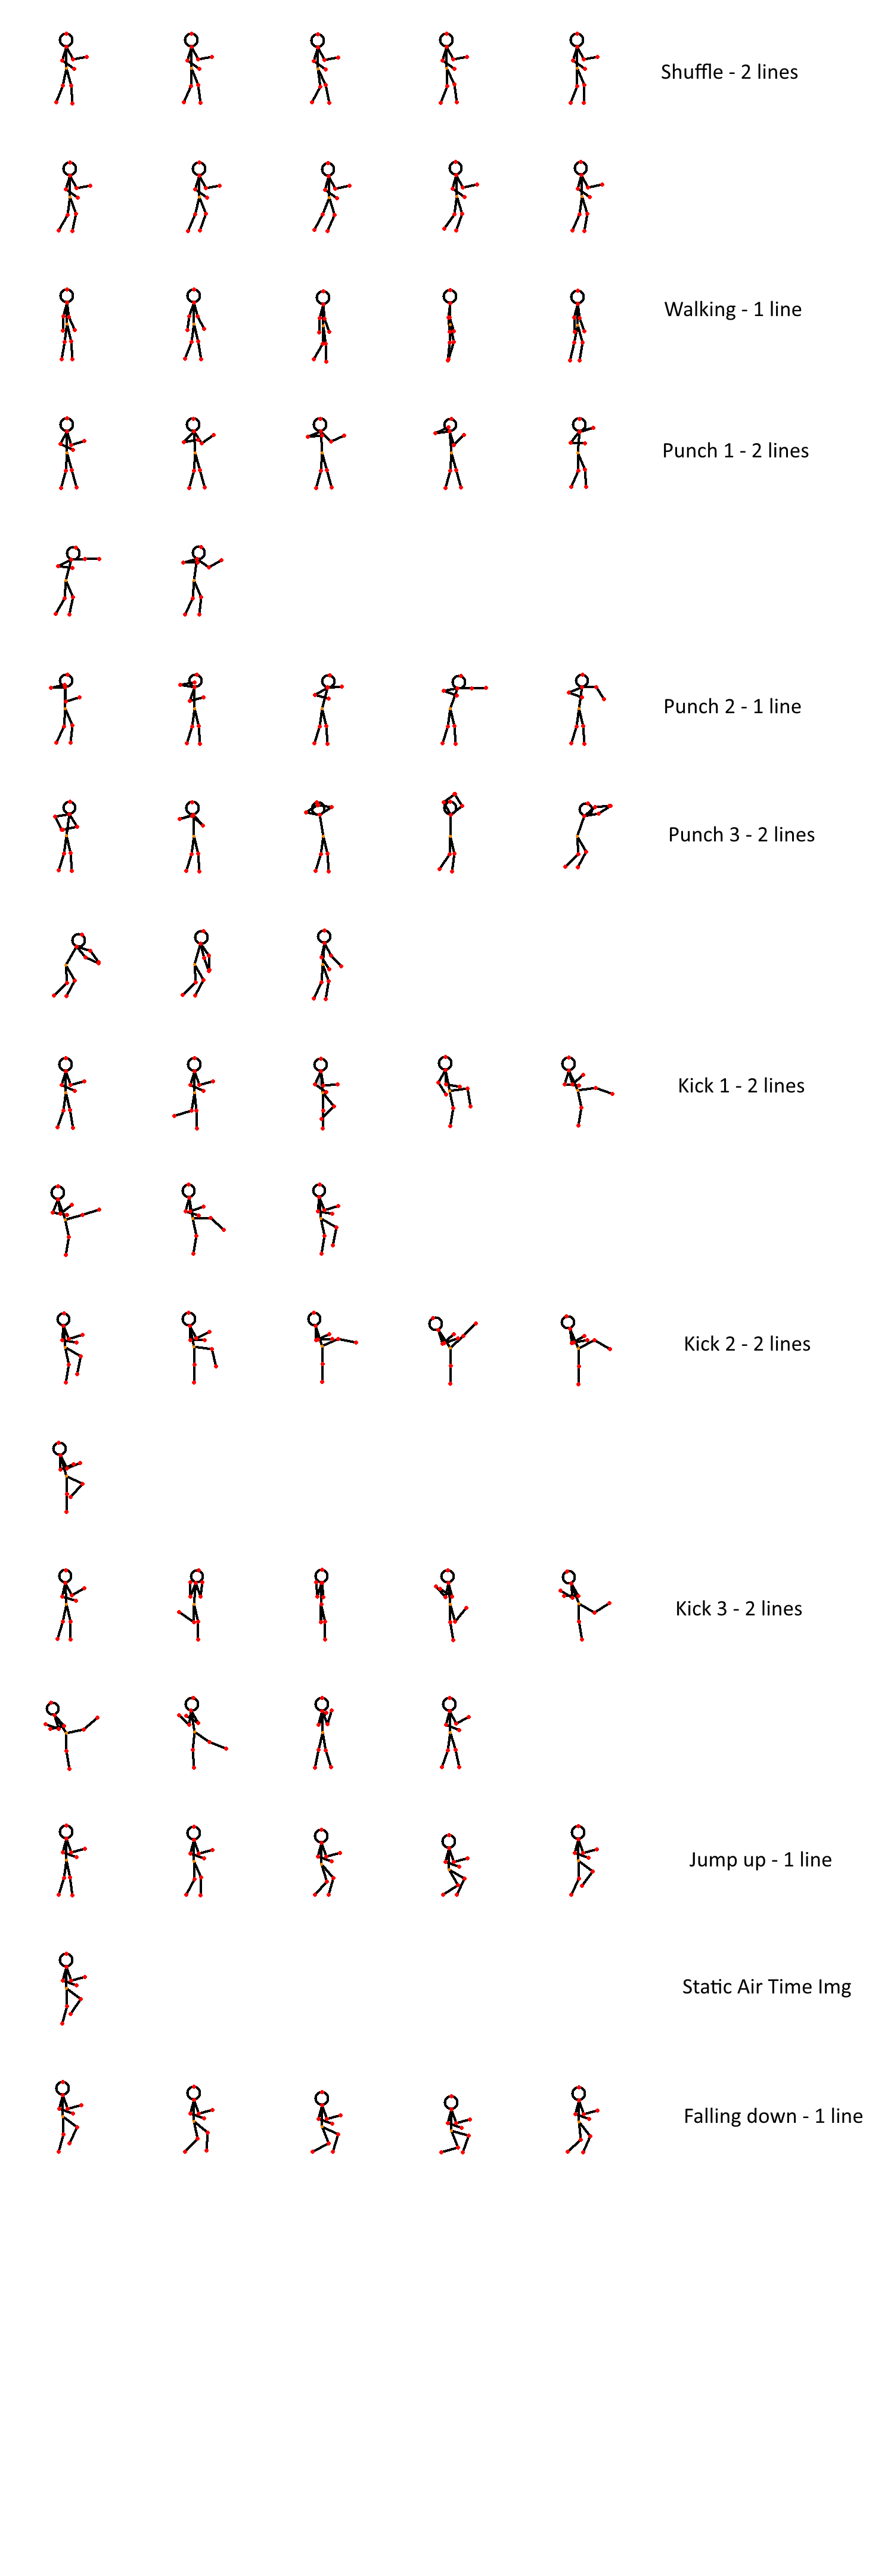 Shuffle - 2 lines
Walking - 1 line
Punch 1 - 2 lines
Punch 2 - 1 line
Punch 3 - 2 lines
Kick 1 - 2 lines
Kick 2 - 2 lines
Kick 3 - 2 lines
Jump up - 1 line
Static Air Time Img
Falling down - 1 line